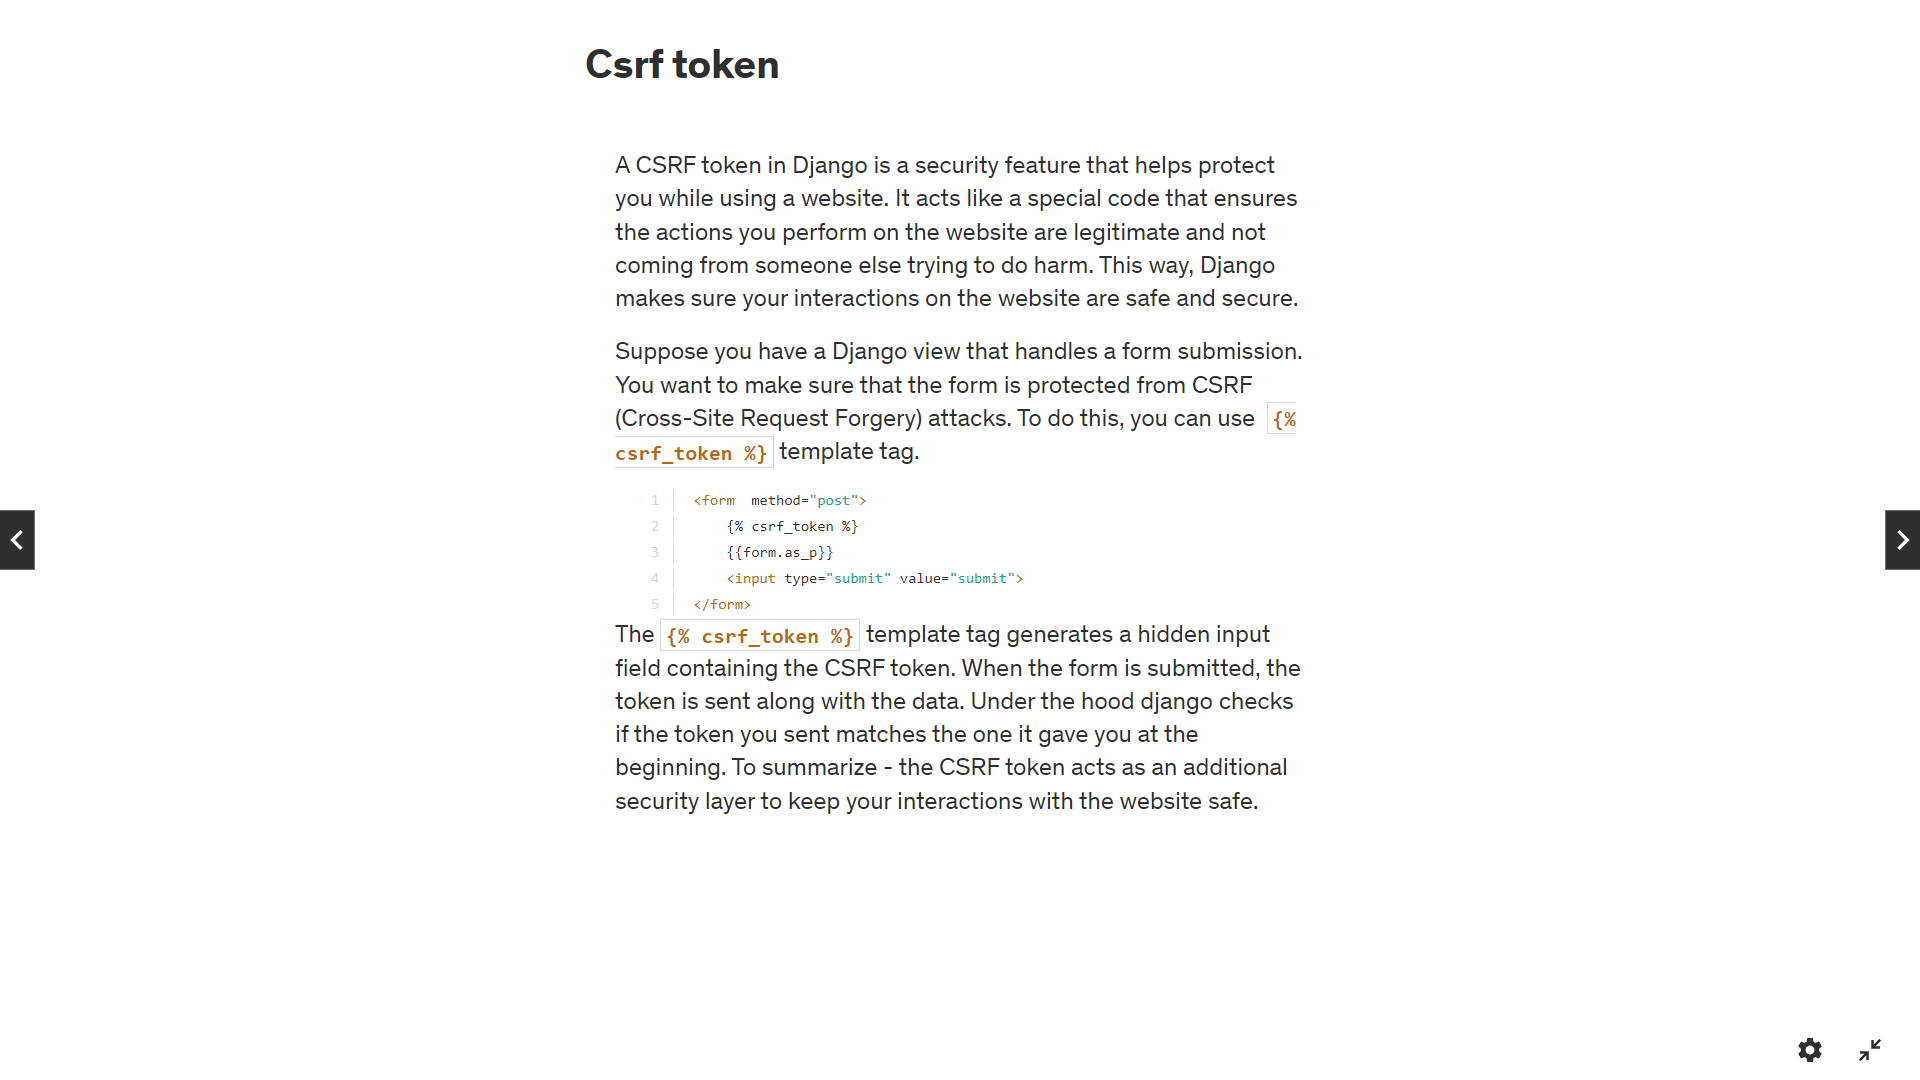 Csrf token
A CSRF token in Django is a security feature that helps protect
you while using a website. It acts like a special code that ensures
the actions you perform on the website are legitimate and not
coming from someone else trying to do harm. This way, Django
makes sure your interactions on the website are safe and secure.
Suppose you have a Django view that handles a form submission.
You want to make sure that the form is protected from CSRF
(Cross-Site Request Forgery) attacks. To do this, you can use {%
csrf_token %} template tag.
1 <form  method="post">
2     {% csrf_token %}
3     {{form.as_p}}
4     <input type="submit" value="submit">
5 </form>
The {% csrf_token %} template tag generates a hidden input
field containing the CSRF token. When the form is submitted, the
token is sent along with the data. Under the hood django checks
if the token you sent matches the one it gave you at the
beginning. To summarize - the CSRF token acts as an additional
security layer to keep your interactions with the website safe.